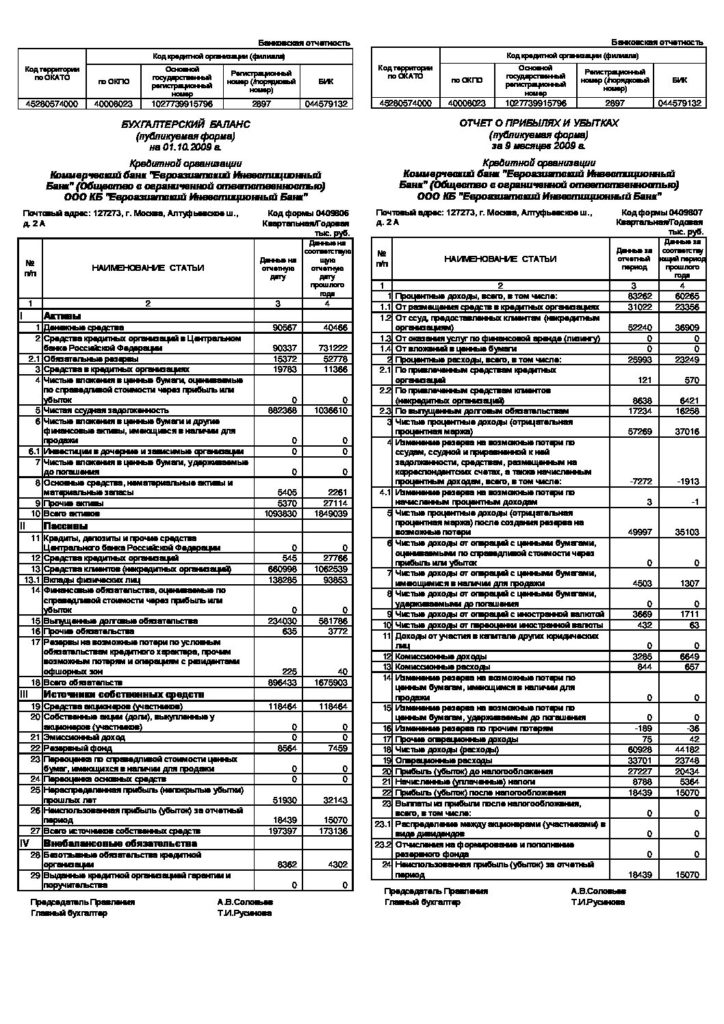 Банковская отчетность
Код территории по ОКАТО
Код кредитной организации (филиала)
по ОКПО
Основной государственный регистрационный номер
Регистрационный номер (/порядковый номер)
БИК
45280574000 40006023 1027739915796 2897 044579132
БУХГАЛТЕРСКИЙ БАЛАНС
(публикуемая форма)
на 01.10.2009 г.
Кредитной организации
Коммерческий банк "Евроазиатский Инвестиционный
Банк" (Общество с ограниченной ответственностью)
ООО КБ "Евроазиатский Инвестиционный Банк"
Почтовый адрес: 127273, г. Москва, Алтуфьевское ш.,
д. 2 А
Код формы 0409806
Квартальная/Годовая
тыс. руб.
№ п/п
НАИМЕНОВАНИЕ СТАТЬИ
Данные на отчетную дату
Данные на соответствую щую отчетную дату прошлого года
1 2 3 4
I Активы
1 Денежные средства 90567 40466
2 Средства кредитных организаций в Центральном
банке Российской Федерации 90337 731222
2.1 Обязательные резервы 15372 52778
3 Средства в кредитных организациях 19783 11366
4 Чистые вложения в ценные бумаги, оцениваемые
по справедливой стоимости через прибыль или
убыток 0 0
5 Чистая ссудная задолженность 882368 1036610
6 Чистые вложения в ценные бумаги и другие
финансовые активы, имеющиеся в наличии для
продажи 0 0
6.1 Инвестиции в дочерние и зависимые организации 0 0
7 Чистые вложения в ценные бумаги, удерживаемые
до погашения 0 0
8 Основные средства, нематериальные активы и
материальные запасы 5405 2261
9 Прочие активы 5370 27114
10 Всего активов 1093830 1849039
II Пассивы
11 Кредиты, депозиты и прочие средства
Центрального банка Российской Федерации 0 0
12 Средства кредитных организаций 545 27766
13 Средства клиентов (некредитных организаций) 660998 1062539
13.1 Вклады физических лиц 138285 93853
14 Финансовые обязательства, оцениваемые по
справедливой стоимости через прибыль или
убыток 0 0
15 Выпущенные долговые обязательства 234030 581786
16 Прочие обязательства 635 3772
17 Резервы на возможные потери по условным
обязательствам кредитного характера, прочим
возможным потерям и операциям с резидентами
офшорных зон 225 40
18 Всего обязательств 896433 1675903
III Источники собственных средств
19 Средства акционеров (участников) 118464 118464
20 Собственные акции (доли), выкупленные у
акционеров (участников) 0 0
21 Эмиссионный доход 0 0
22 Резервный фонд 8564 7459
23 Переоценка по справедливой стоимости ценных
бумаг, имеющихся в наличии для продажи 0 0
24 Переоценка основных средств 0 0
25 Нераспределенная прибыль (непокрытые убытки)
прошлых лет 51930 32143
26 Неиспользованная прибыль (убыток) за отчетный
период 18439 15070
27 Всего источников собственных средств 197397 173136
IV Внебалансовые обязательства
28 Безотзывные обязательства кредитной
организации 8362 4302
29 Выданные кредитной организацией гарантии и
поручительства 0 0
Председатель Правления А.В.Соловьев
Главный бухгалтер Т.И.Русинова
Банковская отчетность
Код территории по ОКАТО
Код кредитной организации (филиала)
по ОКПО
Основной государственный регистрационный номер
Регистрационный номер (/порядковый номер)
БИК
45280574000 40006023 1027739915796 2897 044579132
ОТЧЕТ О ПРИБЫЛЯХ И УБЫТКАХ
(публикуемая форма)
за 9 месяцев 2009 г.
Кредитной организации
Коммерческий банк "Евроазиатский Инвестиционный
Банк" (Общество с ограниченной ответственностью)
ООО КБ "Евроазиатский Инвестиционный Банк"
Почтовый адрес: 127273, г. Москва, Алтуфьевское ш.,
д. 2 А
Код формы 0409807
Квартальная/Годовая
тыс. руб.
№ п/п
НАИМЕНОВАНИЕ СТАТЬИ
Данные за отчетный период
Данные за соответству ющий период прошлого года
1 2 3 4
1 Процентные доходы, всего, в том числе: 83262 60265
1.1 От размещения средств в кредитных организациях 31022 23356
1.2 От ссуд, предоставленных клиентам (некредитным
организациям) 52240 36909
1.3 От оказания услуг по финансовой аренде (лизингу) 0 0
1.4 От вложений в ценные бумаги 0 0
2 Процентные расходы, всего, в том числе: 25993 23249
2.1 По привлеченным средствам кредитных
организаций 121 570
2.2 По привлеченным средствам клиентов
(некредитных организаций) 8638 6421
2.3 По выпущенным долговым обязательствам 17234 16258
3 Чистые процентные доходы (отрицательная
процентная маржа) 57269 37016
4 Изменение резерва на возможные потери по
ссудам, ссудной и приравненной к ней
задолженности, средствам, размещенным на
корреспондентских счетах, а также начисленным
процентным доходам, всего, в том числе: -7272 -1913
4.1 Изменение резерва на возможные потери по
начисленным процентным доходам 3 -1
5 Чистые процентные доходы (отрицательная
процентная маржа) после создания резерва на
возможные потери 49997 35103
6 Чистые доходы от операций с ценными бумагами,
оцениваемыми по справедливой стоимости через
прибыль или убыток 0 0
7 Чистые доходы от операций с ценными бумагами,
имеющимися в наличии для продажи 4503 1307
8 Чистые доходы от операций с ценными бумагами,
удерживаемыми до погашения 0 0
9 Чистые доходы от операций с иностранной валютой 3669 1711
10 Чистые доходы от переоценки иностранной валюты 432 63
11 Доходы от участия в капитале других юридических
лиц 0 0
12 Комиссионные доходы 3285 6649
13 Комиссионные расходы 844 657
14 Изменение резерва на возможные потери по
ценным бумагам, имеющимся в наличии для
продажи 0 0
15 Изменение резерва на возможные потери по
ценным бумагам, удерживаемым до погашения 0 0
16 Изменение резерва по прочим потерям -189 -36
17 Прочие операционные доходы 75 42
18 Чистые доходы (расходы) 60928 44182
19 Операционные расходы 33701 23748
20 Прибыль (убыток) до налогообложения 27227 20434
21 Начисленные (уплаченные) налоги 8788 5364
22 Прибыль (убыток) после налогообложения 18439 15070
23 Выплаты из прибыли после налогообложения,
всего, в том числе: 0 0
23.1 Распределение между акционерами (участниками) в
виде дивидендов 0 0
23.2 Отчисления на формирование и пополнение
резервного фонда 0 0
24 Неиспользованная прибыль (убыток) за отчетный
период 18439 15070
Председатель Правления А.В.Соловьев
Главный бухгалтер Т.И.Русинова